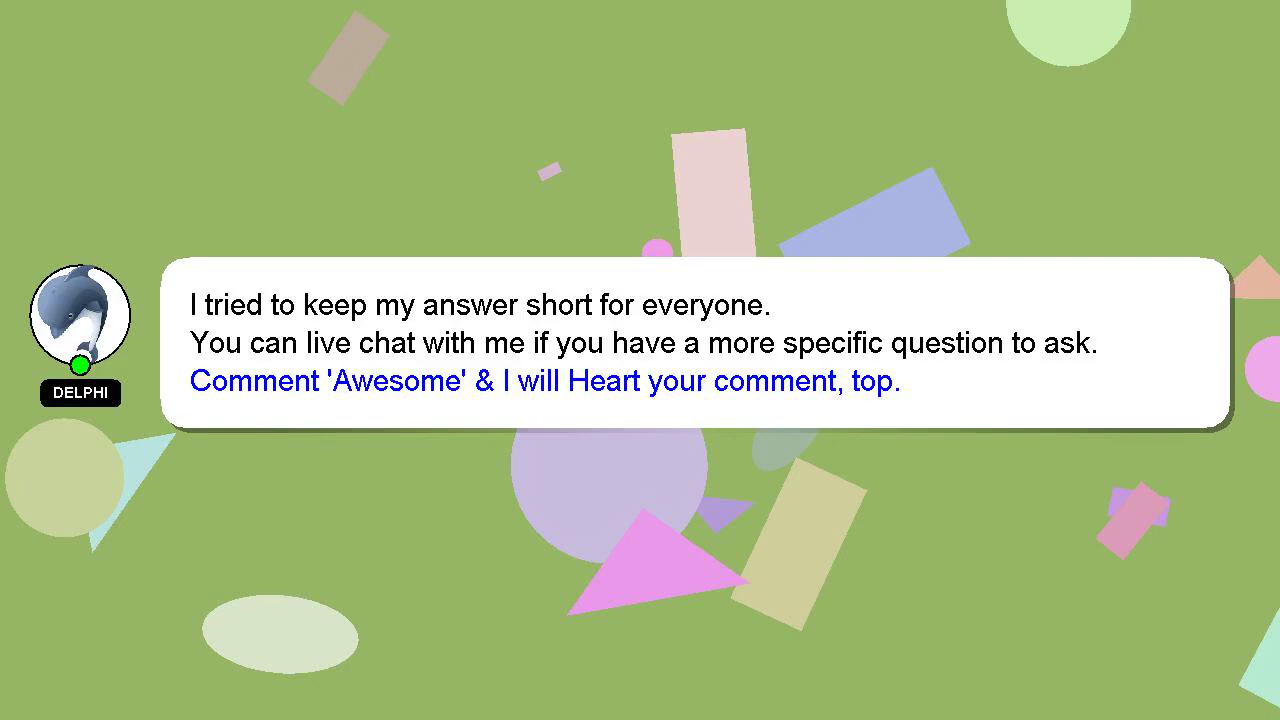 I tried to keep my answer short for everyone.
You can live chat with me if you have a more specific question to ask.
Comment 'Awesome' & I will Heart your comment, top.
DELPHI